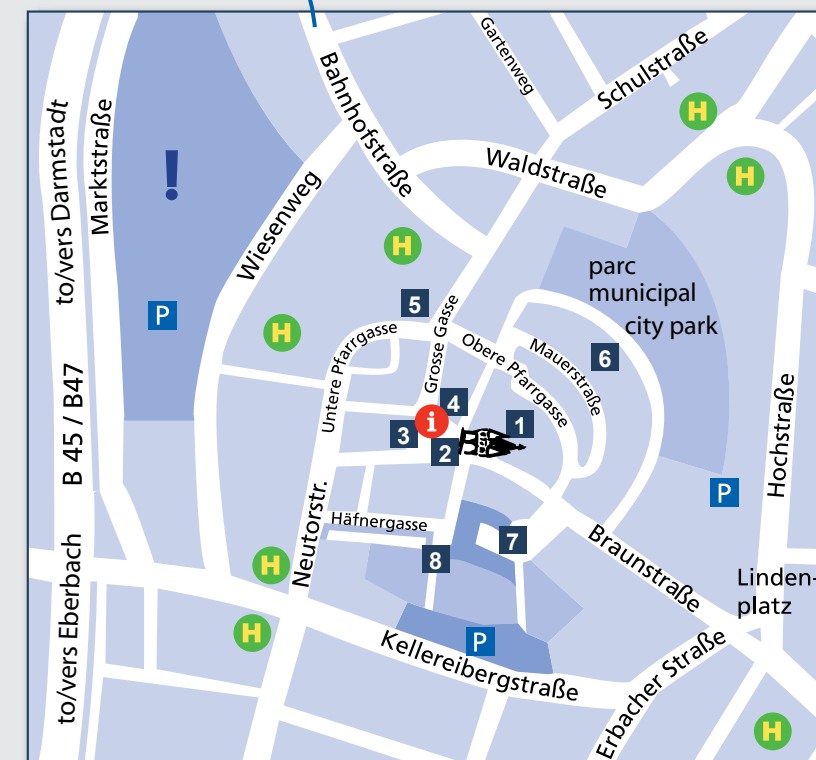 Gartenweg
Schulstraße
Bahnhofstraße
H
to/vers Darmstadt
Marktstraße
!
Waldstraße
H
Wiesenweg
H
parc
municipal
city park
5
P
H
Grosse Gasse
Untere Pfarrgasse
Obere Pfarrgasse
Mauerstraße
6
B 45 / B47
4
i
3
1
2
Hochstraße
P
Neutorstr.
Häfnergasse
7
Braunstraße
to/vers Eberbach
H
8
Linden-
platz
H
P
Kellereibergstraße
Erbacher Straße
H